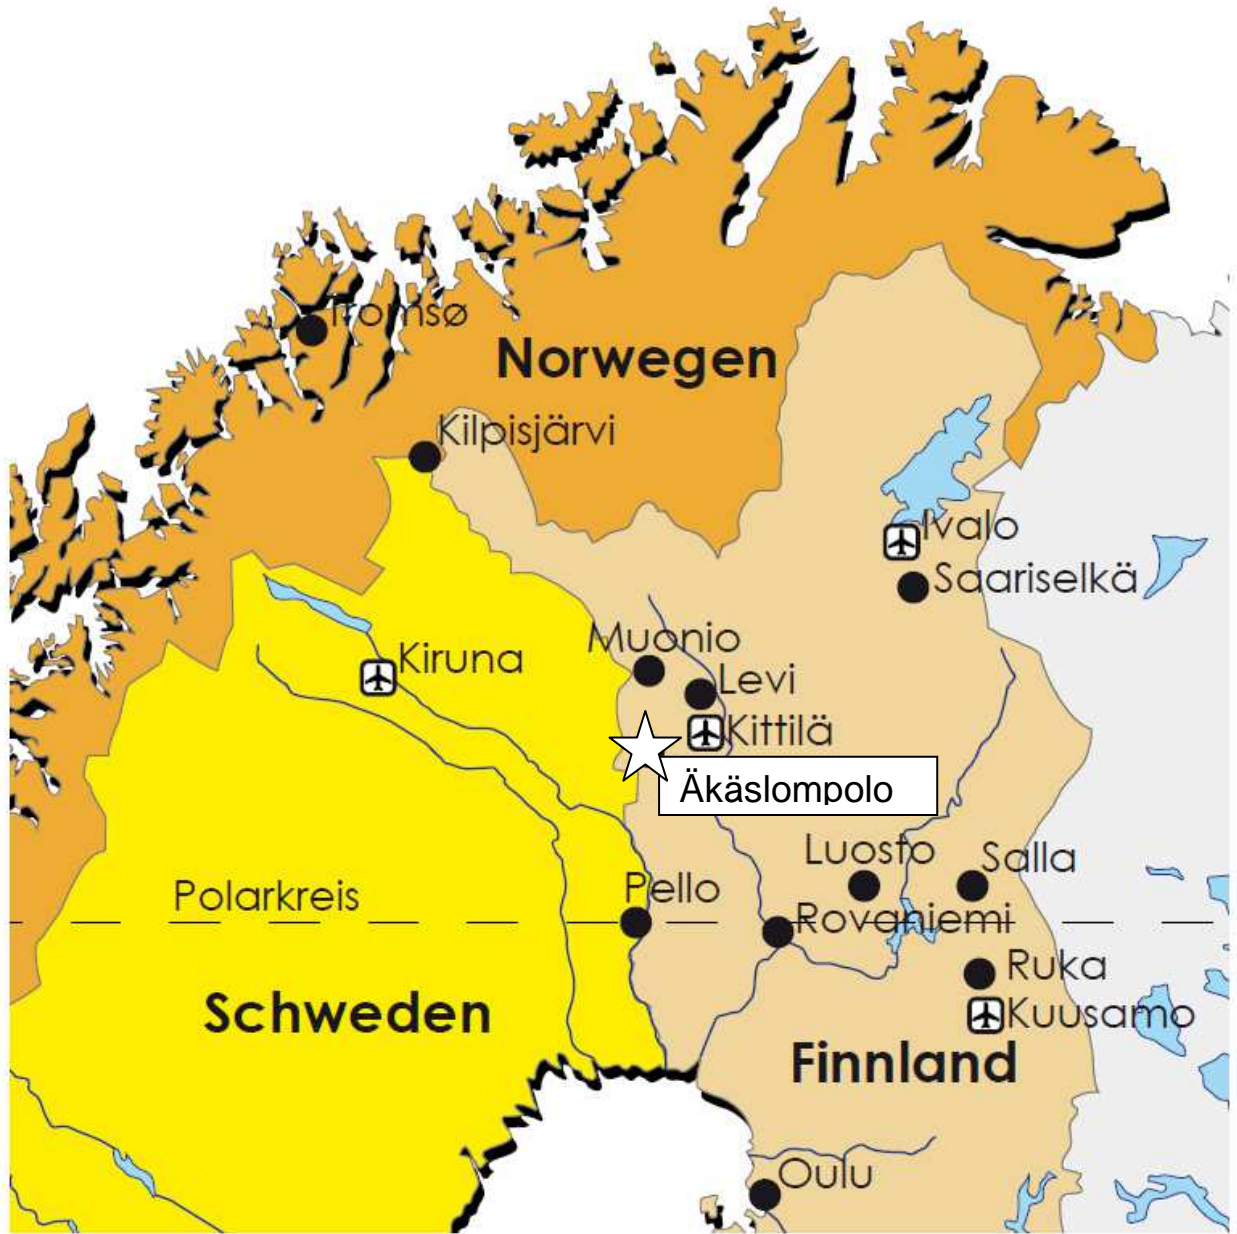 Tromsø
Norwegen
Kilpisjärvi
Ivalo
Saariselkä
Muonio
Kiruna
Levi
Kittilä
Äkäslompolo
Luosto
Salla
Pello
Polarkreis
Rovaniemi
Ruka
Schweden
Kuusamo
Finnland
Oulu